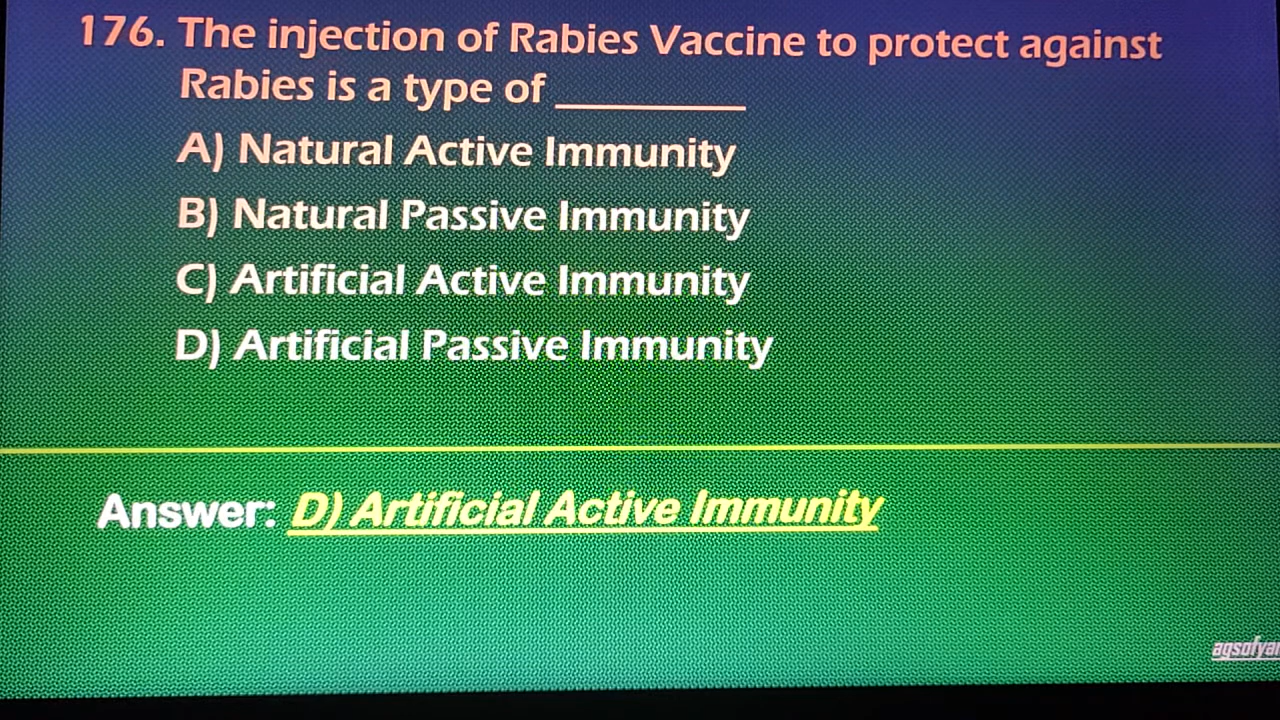 176. The injection of Rabies Vaccine to protect against
Rabies is a type of __________
A) Natural Active Immunity
B) Natural Passive Immunity
C) Artificial Active Immunity
D) Artificial Passive Immunity
Answer: D) Artificial Active Immunity